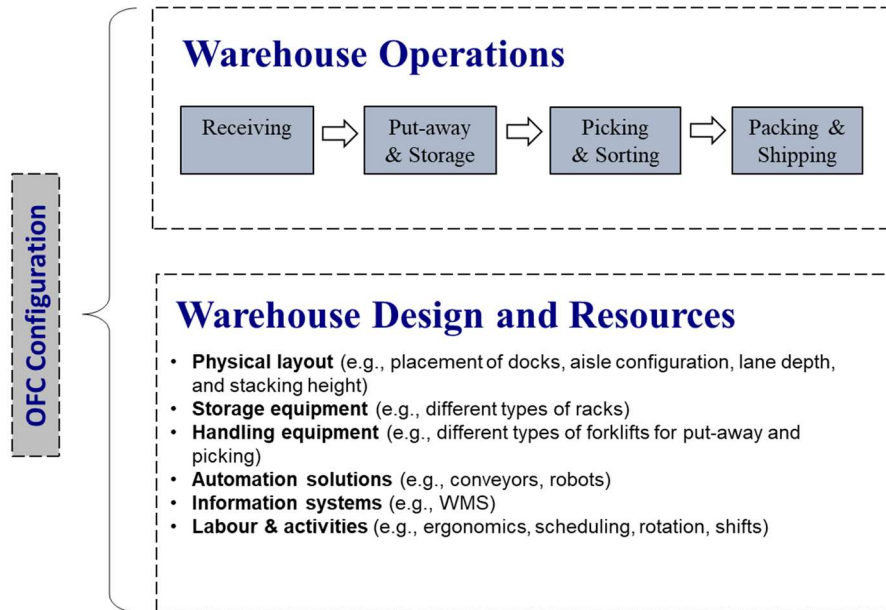 OFC Configuration
Warehouse Operations
Receiving
Put-away
& Storage
Picking
& Sorting
Packing &
Shipping
Warehouse Design and Resources
• Physical layout (e.g., placement of docks, aisle configuration, lane depth,
and stacking height)
• Storage equipment (e.g., different types of racks)
• Handling equipment (e.g., different types of forklifts for put-away and
picking)
• Automation solutions (e.g., conveyors, robots)
• Information systems (e.g., WMS)
• Labour & activities (e.g., ergonomics, scheduling, rotation, shifts)